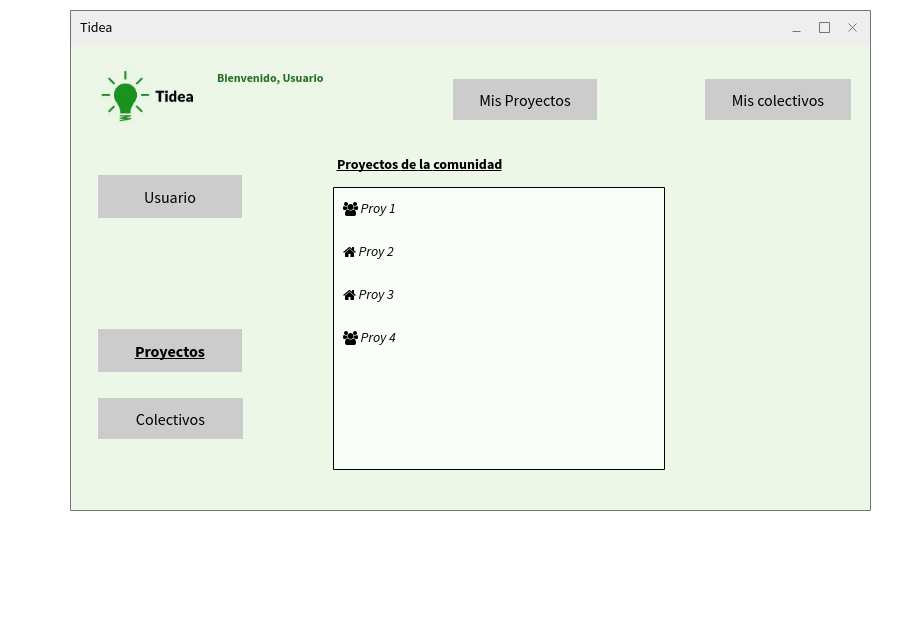 Tidea
Tidea
Bienvenido, Usuario
Mis Proyectos
Mis colectivos
Proyectos de la comunidad
Usuario
Proy 1
Proy 2
Proy 3
Proy 4
Proyectos
Colectivos